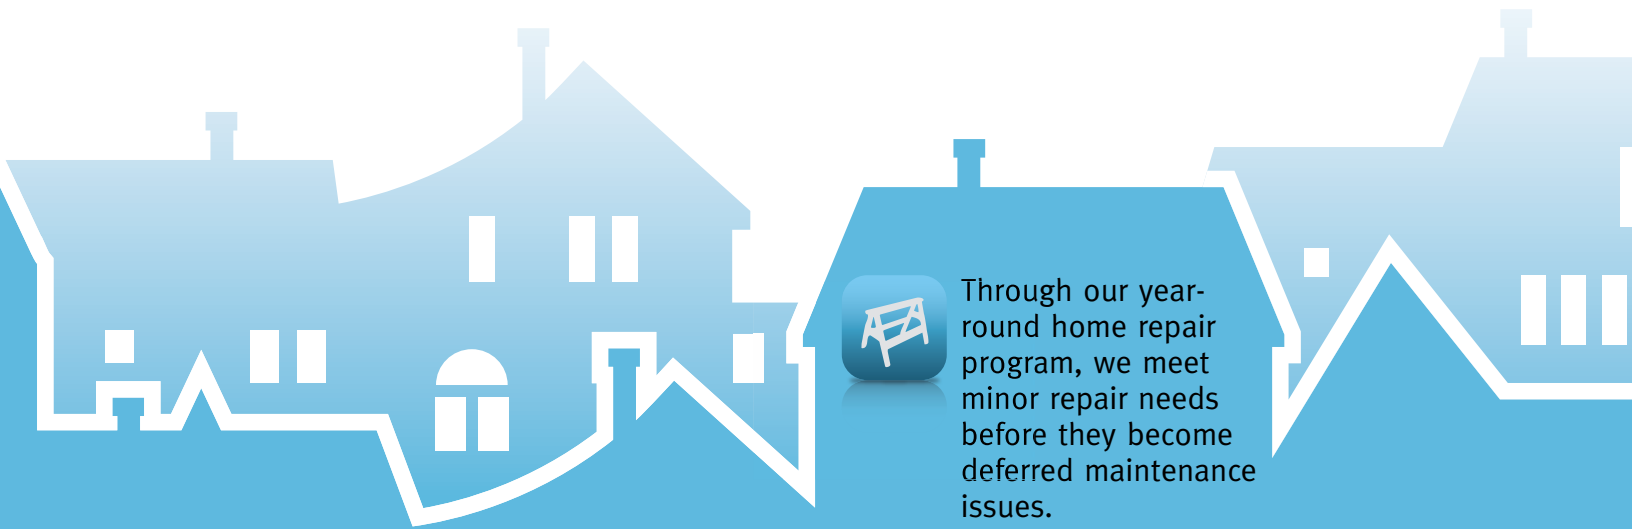 Through our year-
round home repair
program, we meet
minor repair needs
before they become
deferred maintenance
issues.